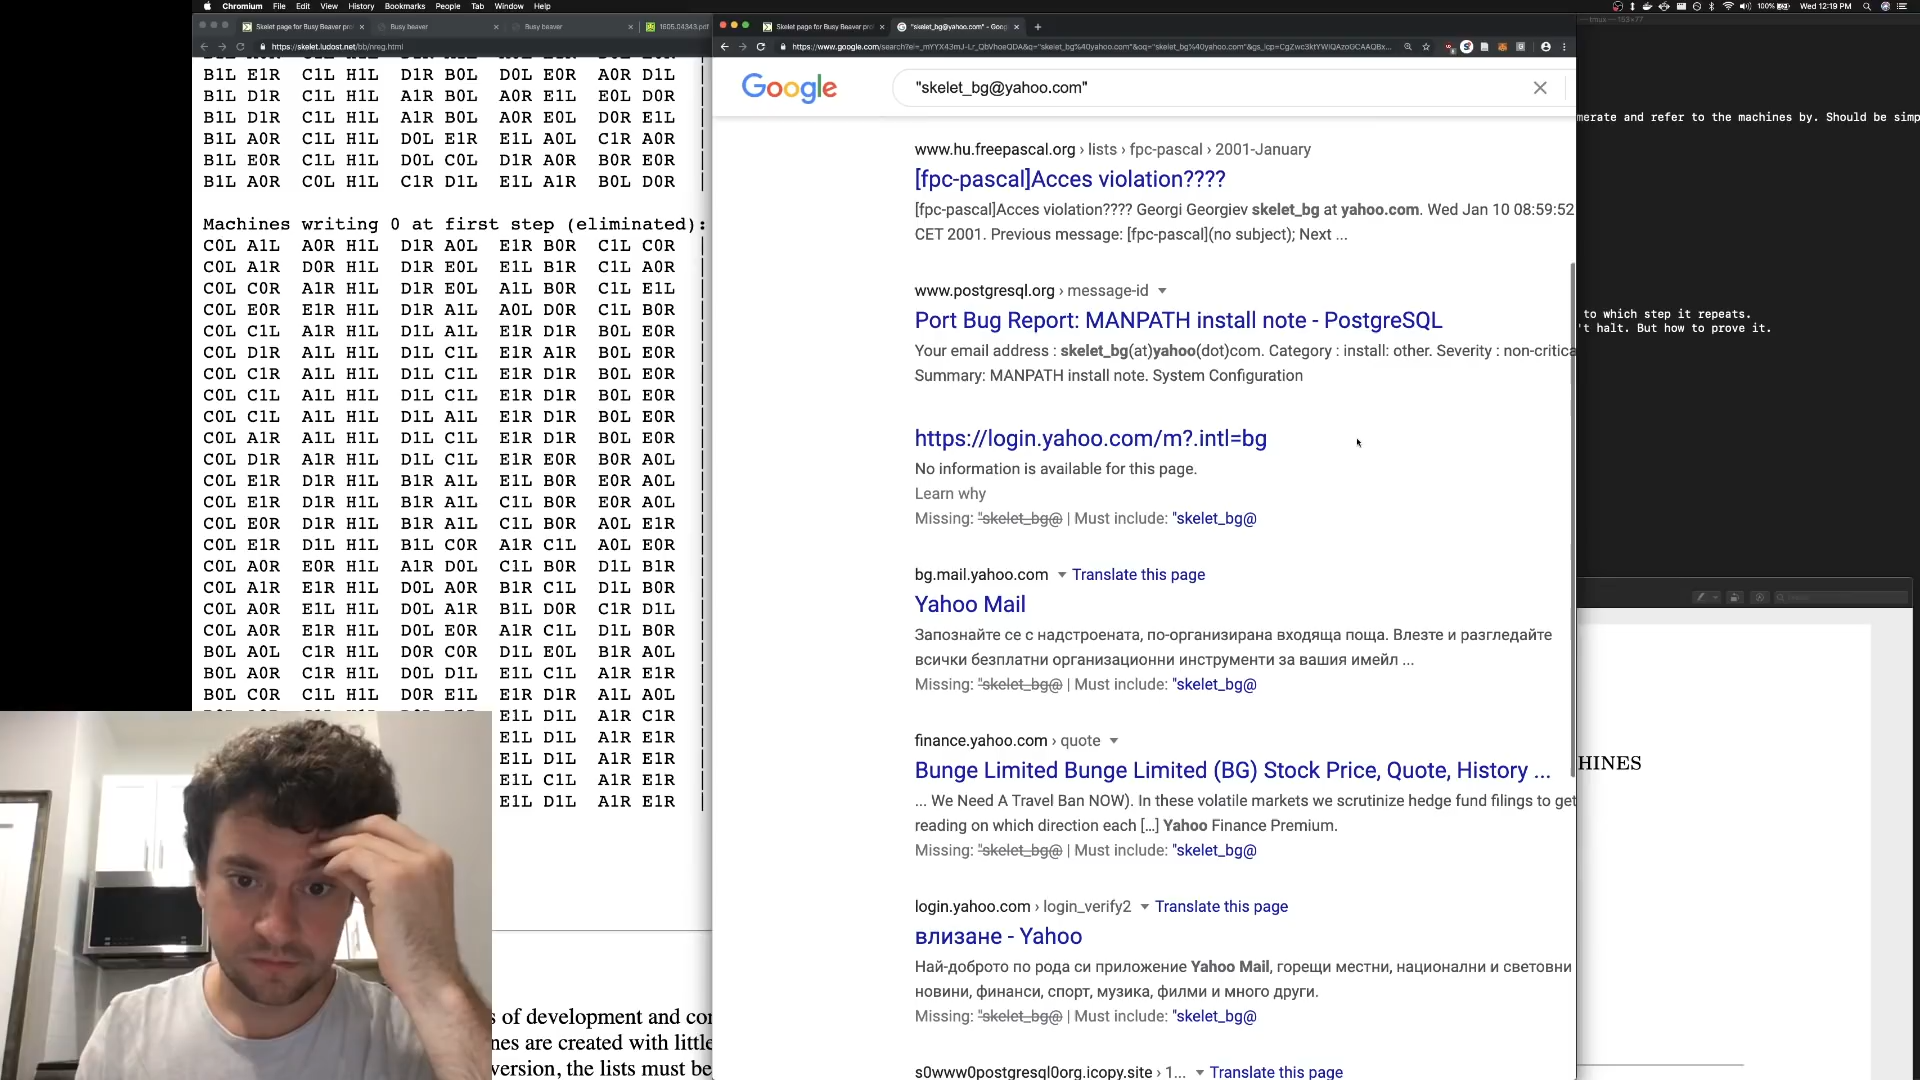 Chromium File Edit View History Bookmarks People Tab Window Help
100% Wed 12:19 PM
Skelet page for Busy Beaver pro
Busy beaver
Busy beaver
1605.04343.pdf
https://skelet.ludost.net/bb/nreg.html
B1L E1R C1L H1L D1R B0L D0L E0R A0R D1L
B1L D1R C1L H1L A1R B0L A0R E1L E0L D0R
B1L D1R C1L H1L A1R B0L A0R E0L D0R E1L
B1L A0R C1L H1L D0L E1R E1L A0L C1R A0R
B1L E0R C1L H1L D0L C0L D1R A0R B0R E0R
B1L A0R C0L H1L C1R D1L E1L A1R B0L D0R
Machines writing 0 at first step (eliminated):
C0L A1L A0R H1L D1R A0L E1R B0R C1L C0R
C0L A1R D0R H1L D1R E0L E1L B1R C1L A0R
C0L C0R A1R H1L D1R E0L A1L B0R C1L E1L
C0L E0R B1R H1L D1L E1L A1L A0L D0R C1L B0R
C0L C1L A1R H1L D1L E1L E1R D1R D0L B0R
C0L D1R A1L H1L D1L C1L E1R A1R B0L E0R
C0L C1R A1R H1L D1L E1L E1R D1R B0L E0R
C0L C1L A1L H1L D1L A1L E1R D1R B0L E0R
C0L C1L A1L H1L D1L A1L E1R D1R B0L E0R
C0L A1R A1L H1L D1L C1L E1R D1R B0L E0R
C0L D1R A1R H1L D1L C1L E1R E0R B0R A0L
C0L E1R D1R H1L B1R A1L E1L B0R E0R A0L
C0L E1R D1R H1L B1R A1L C1L B0R E0R A0L
C0L E0R D1R H1L B1R A1L C1L B0R A0L E1R
C0L E1R D1L H1L B1L C0R A1R C1L A0L E0R
C0L A0R E0R H1L A1R D0L C1L B0R D1L B1R
C0L A1R E1R H1L D0L A0R B1R C1L D1L B0R
C0L A0R E1L H1L D0L A1R B1L D0R C1R D1L
C0L A0R E1R H1L D0L E0R A1R C1L D1L B0R
B0L A0L C1R H1L D0R C0R D1L E0L B1R A0L
B0L A0R C0L H1L D0L D1L E1L C1L A1R E1R
B0L C0R C1L H1L D0R E1L E1R D1R A1L A0L
E1L D1L A1R C1R
E1L D1L A1R E1R
E1L D1L A1R E1R
E1L C1L A1R E1R
E1L D1L A1R E1R
s of development and cor
nes are created with little
version, the lists must be
Skelet page for Busy Beaver pro
"skelet_bg@yahoo.com" - Goog
Google
"skelet_bg@yahoo.com"
www.hu.freepascal.org › lists › fpc-pascal › 2001-January
[fpc-pascal]Acces violation????
[fpc-pascal]Acces violation???? Georgi Georgiev skelet_bg at yahoo.com. Wed Jan 10 08:59:52
CET 2001. Previous message: [fpc-pascal](no subject); Next ...
www.postgresql.org › message-id
Port Bug Report: MANPATH install note - PostgreSQL
Your email address : skelet_bg(at)yahoo(dot)com. Category : install: other. Severity : non-critica
Summary: MANPATH install note. System Configuration
https://login.yahoo.com/m?.intl=bg
No information is available for this page.
Learn why
Missing: "skelet_bg@ | Must include: "skelet_bg@
bg.mail.yahoo.com Translate this page
Yahoo Mail
Запознайте се с надстроената, по-организирана входяща поща. Влезте и разгледайте
всички безплатни организационни инструменти за вашия имейл ...
Missing: "skelet_bg@ | Must include: "skelet_bg@
finance.yahoo.com › quote
Bunge Limited Bunge Limited (BG) Stock Price, Quote, History ...
... We Need A Travel Ban NOW). In these volatile markets we scrutinize hedge fund filings to get
reading on which direction each [...] Yahoo Finance Premium.
Missing: "skelet_bg@ | Must include: "skelet_bg@
login.yahoo.com › login_verify2 Translate this page
влизане - Yahoo
Най-доброто по рода си приложение Yahoo Mail, горещи местни, национални и световни
новини, финанси, спорт, музика, филми и много други.
Missing: "skelet_bg@ | Must include: "skelet_bg@
s0www0postgresql0org.icopy.site › 1... Translate this page
merate and refer to the machines by. Should be simp
to which step it repeats.
't halt. But how to prove it.
HINES